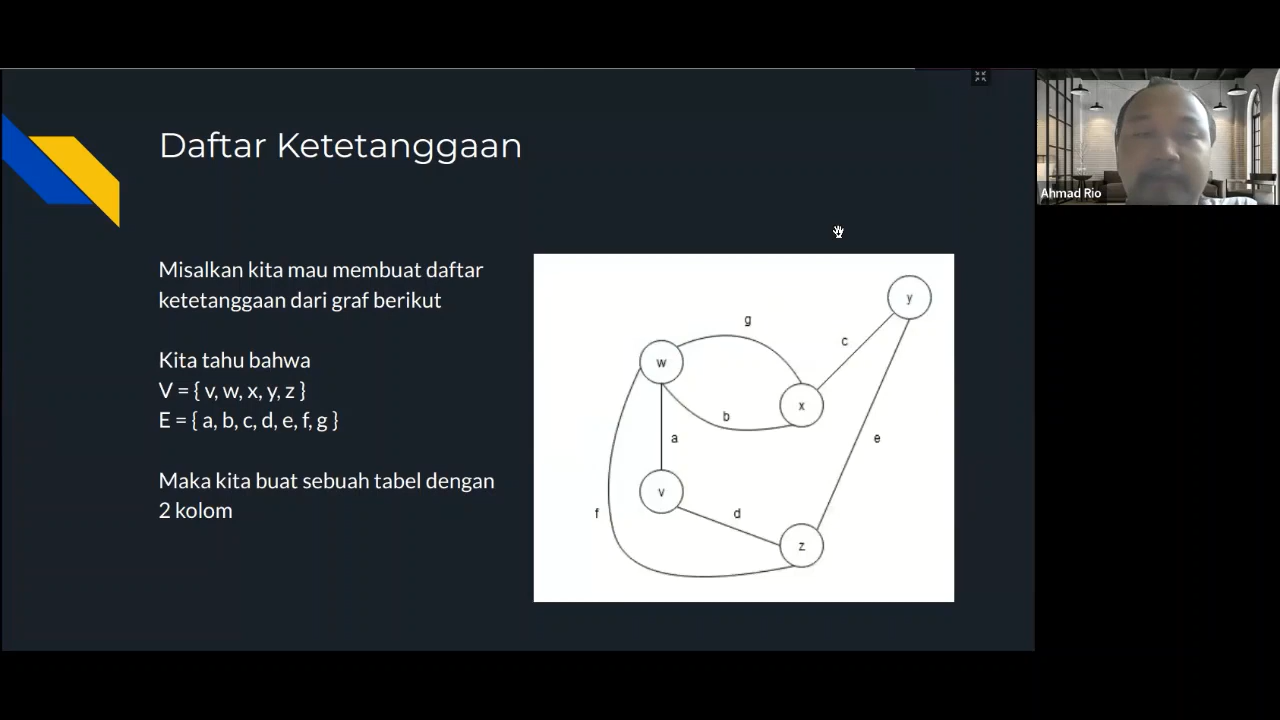 Daftar Ketetanggaan
Ahmad Rio
Misalkan kita mau membuat daftar
ketetanggaan dari graf berikut
Kita tahu bahwa
V = { v, w, x, y, z }
E = { a, b, c, d, e, f, g }
Maka kita buat sebuah tabel dengan
2 kolom
y
g
c
w
x
b
a
e
v
d
f
z